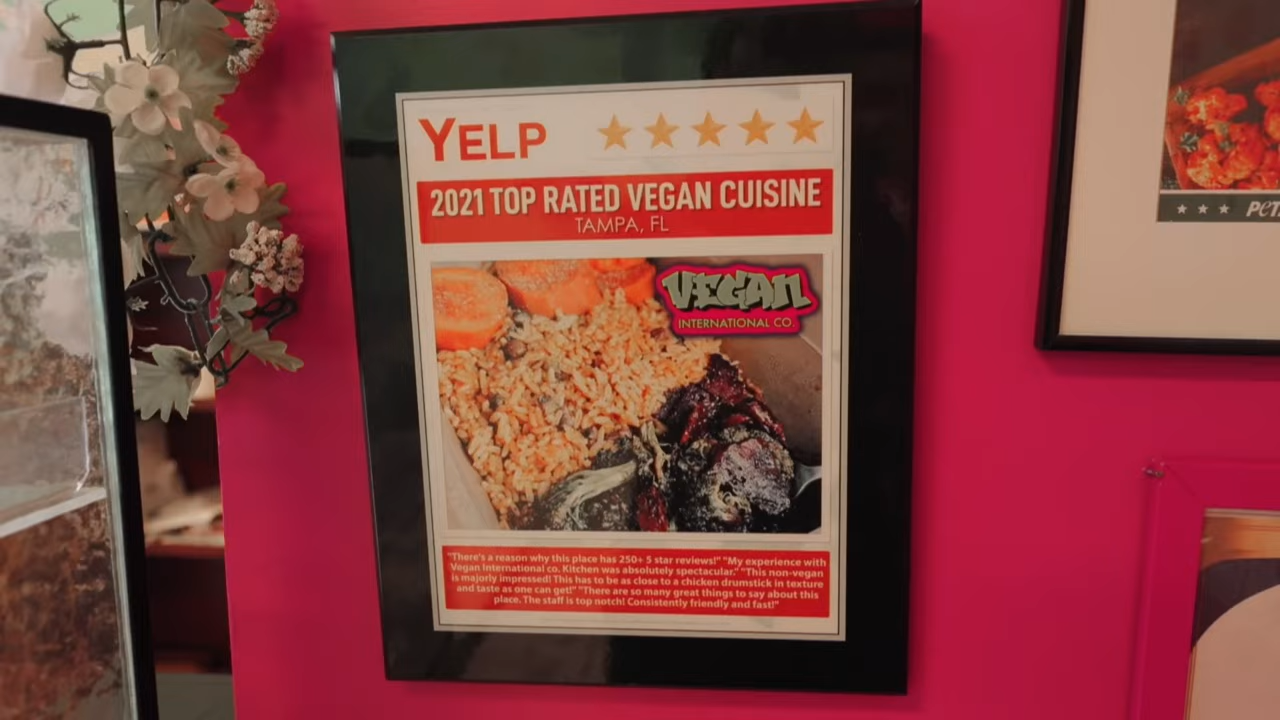 YELP
2021 TOP RATED VEGAN CUISINE
TAMPA, FL
VEGAN
INTERNATIONAL CO.
"There's a reason why this place has 250+ 5 star reviews!" "My experience with
Vegan International co. Kitchen was absolutely spectacular." "This non-vegan
is majorly impressed! This has to be as close to a chicken drumstick in texture
and taste as one can get!" "There are so many great things to say about this
place. The staff is top notch! Consistently friendly and fast!"